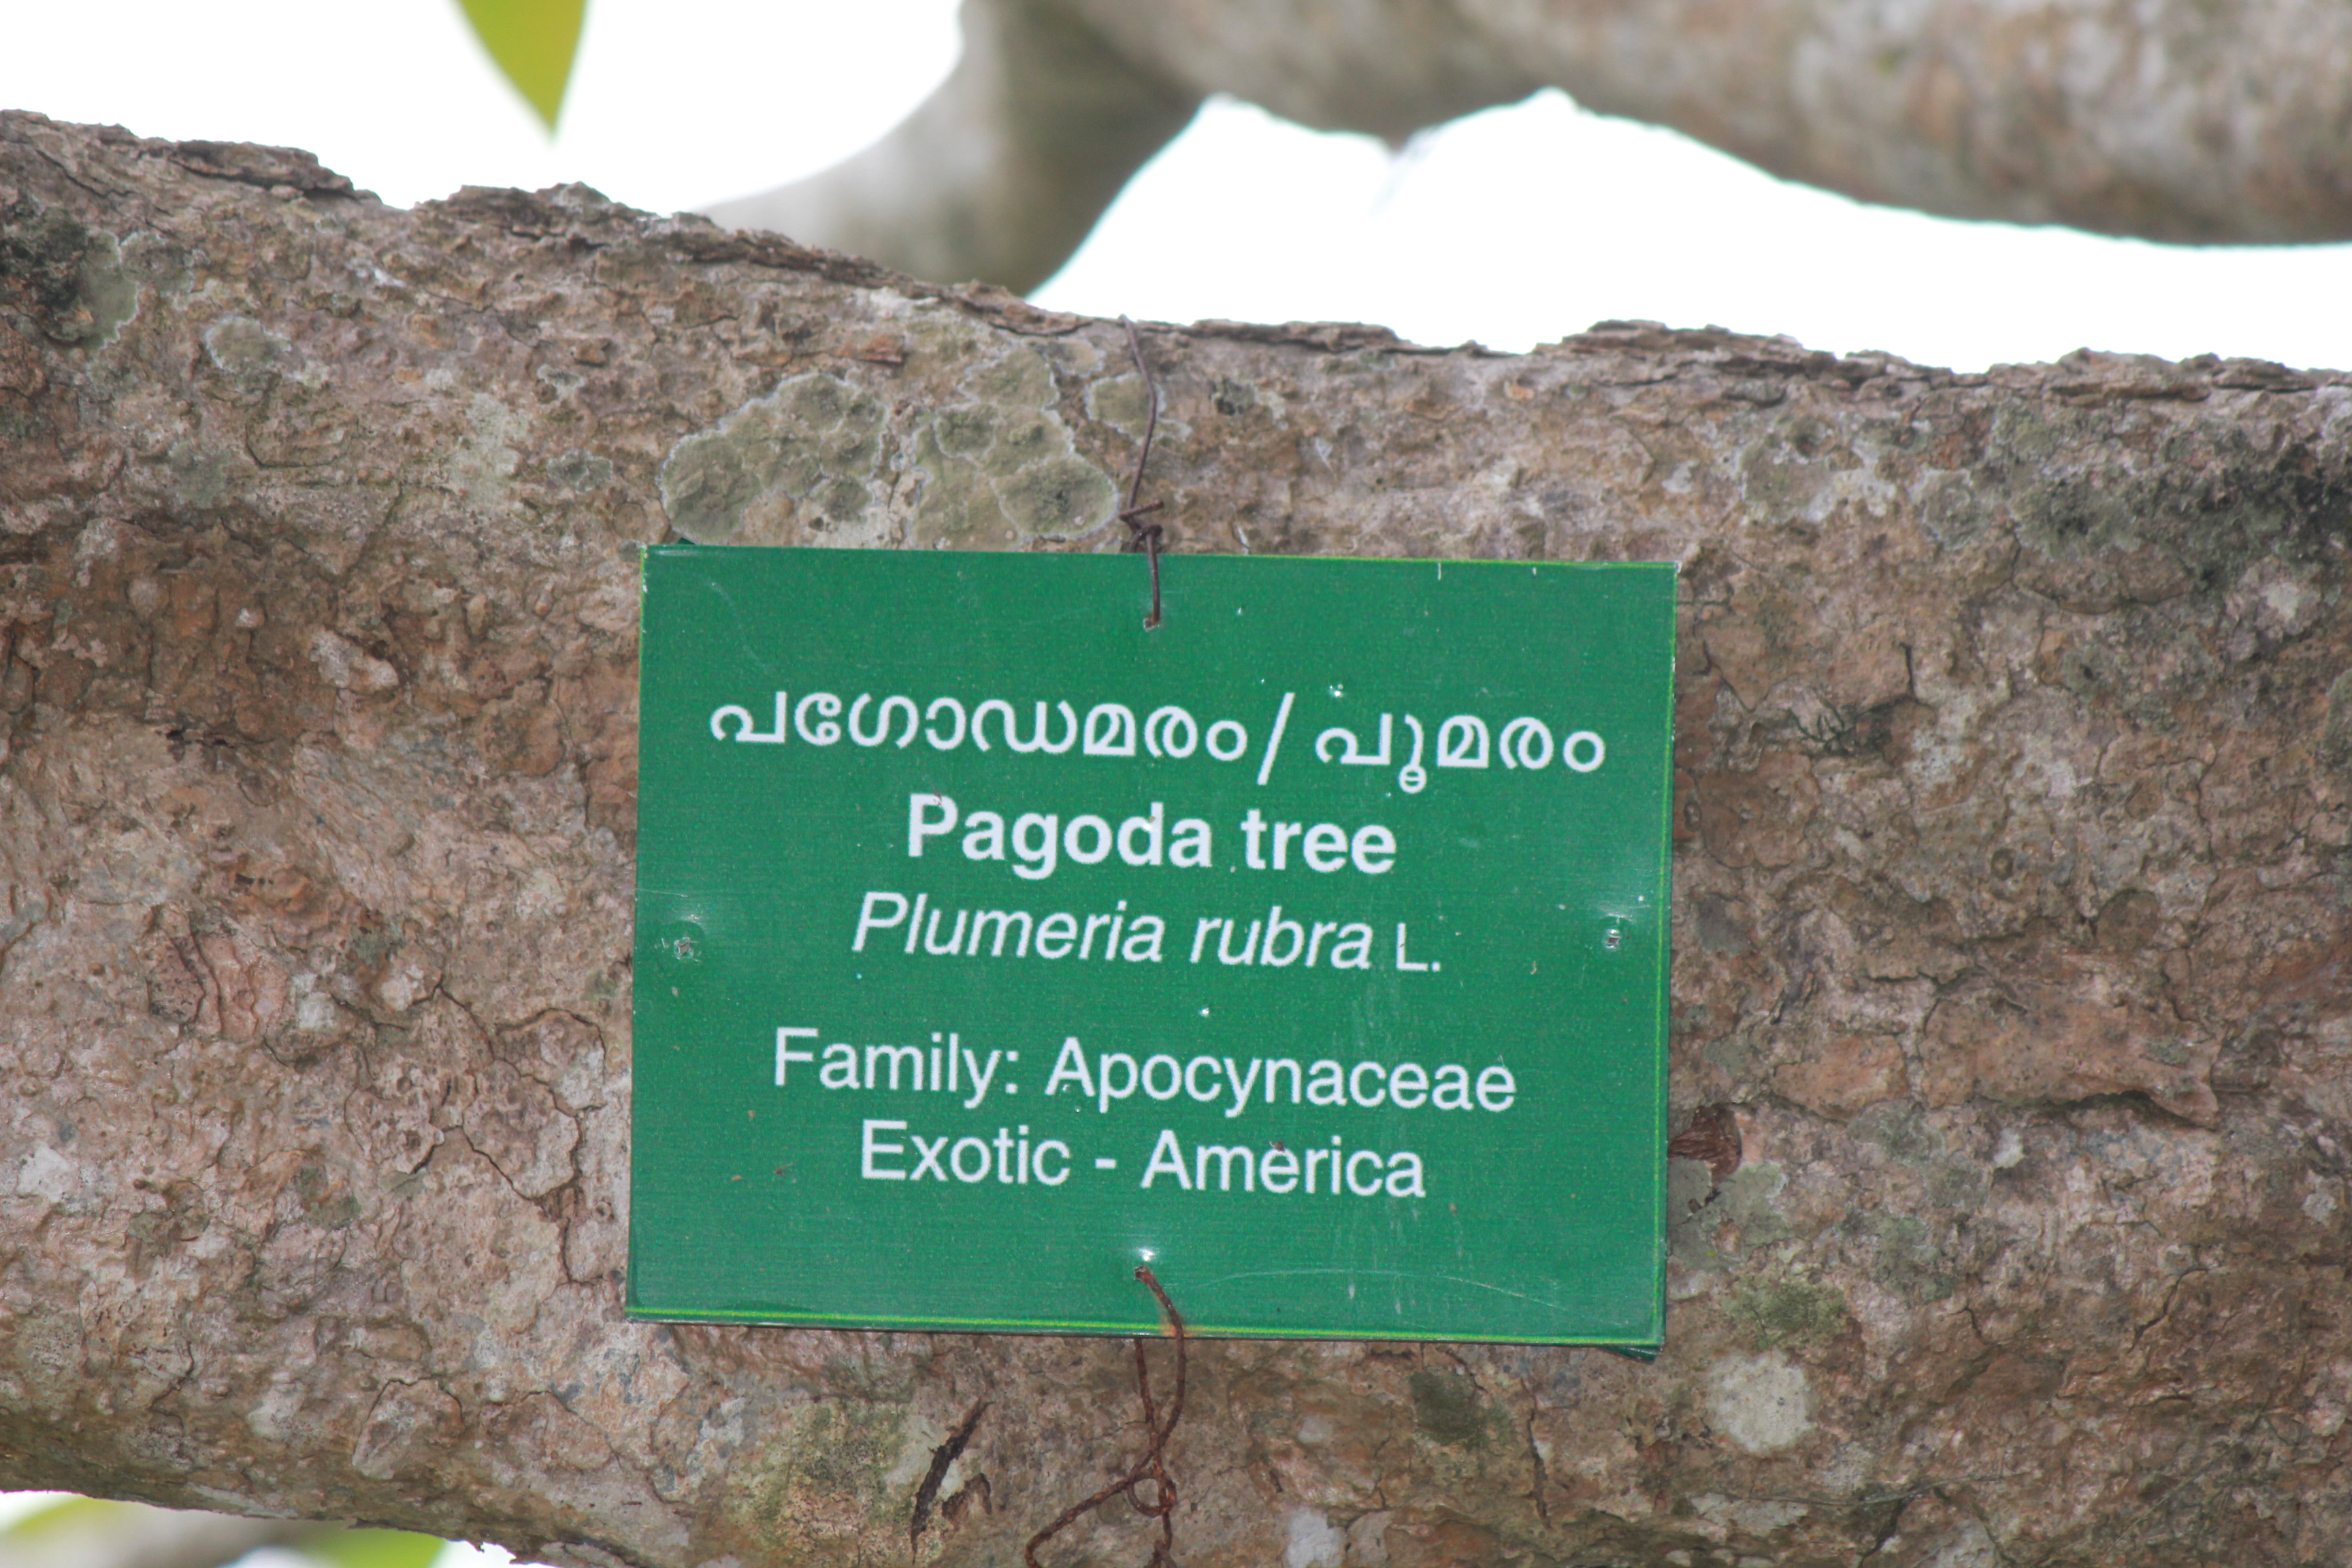 പഗോഡമരം/ പൂമരം
Pagoda tree
Plumeria rubra L.
Family: Apocynaceae
Exotic - America